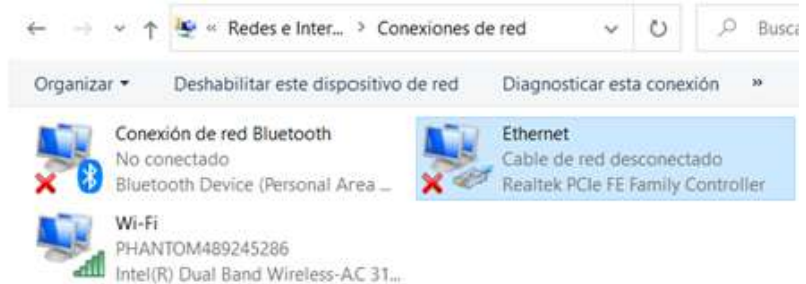 « Redes e Inter... > Conexiones de red
Busca
Organizar Deshabilitar este dispositivo de red Diagnosticar esta conexión »
Conexión de red Bluetooth
No conectado
Bluetooth Device (Personal Area ...
Ethernet
Cable de red desconectado
Realtek PCIe FE Family Controller
Wi-Fi
PHANTOM489245286
Intel(R) Dual Band Wireless-AC 31...